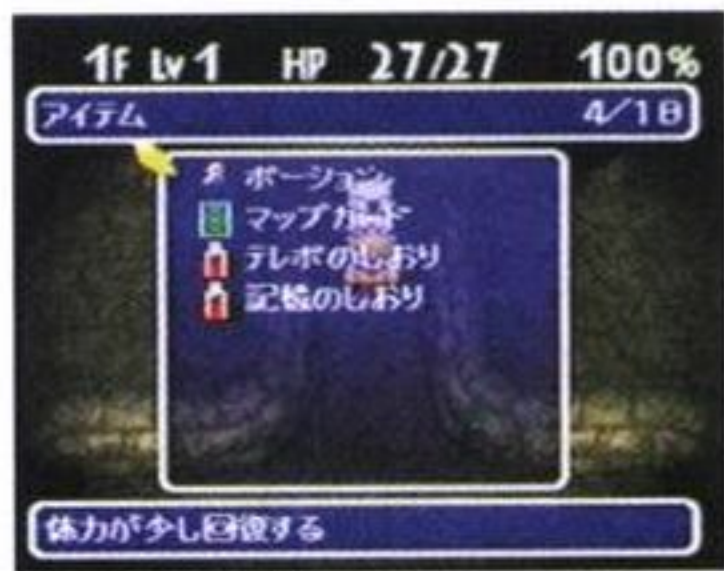 1F Lv1 HP 27/27 100%
アイテム 4/18
ポーション
マップカード
テレポのしおり
記憶のしおり
体力が少し回復する